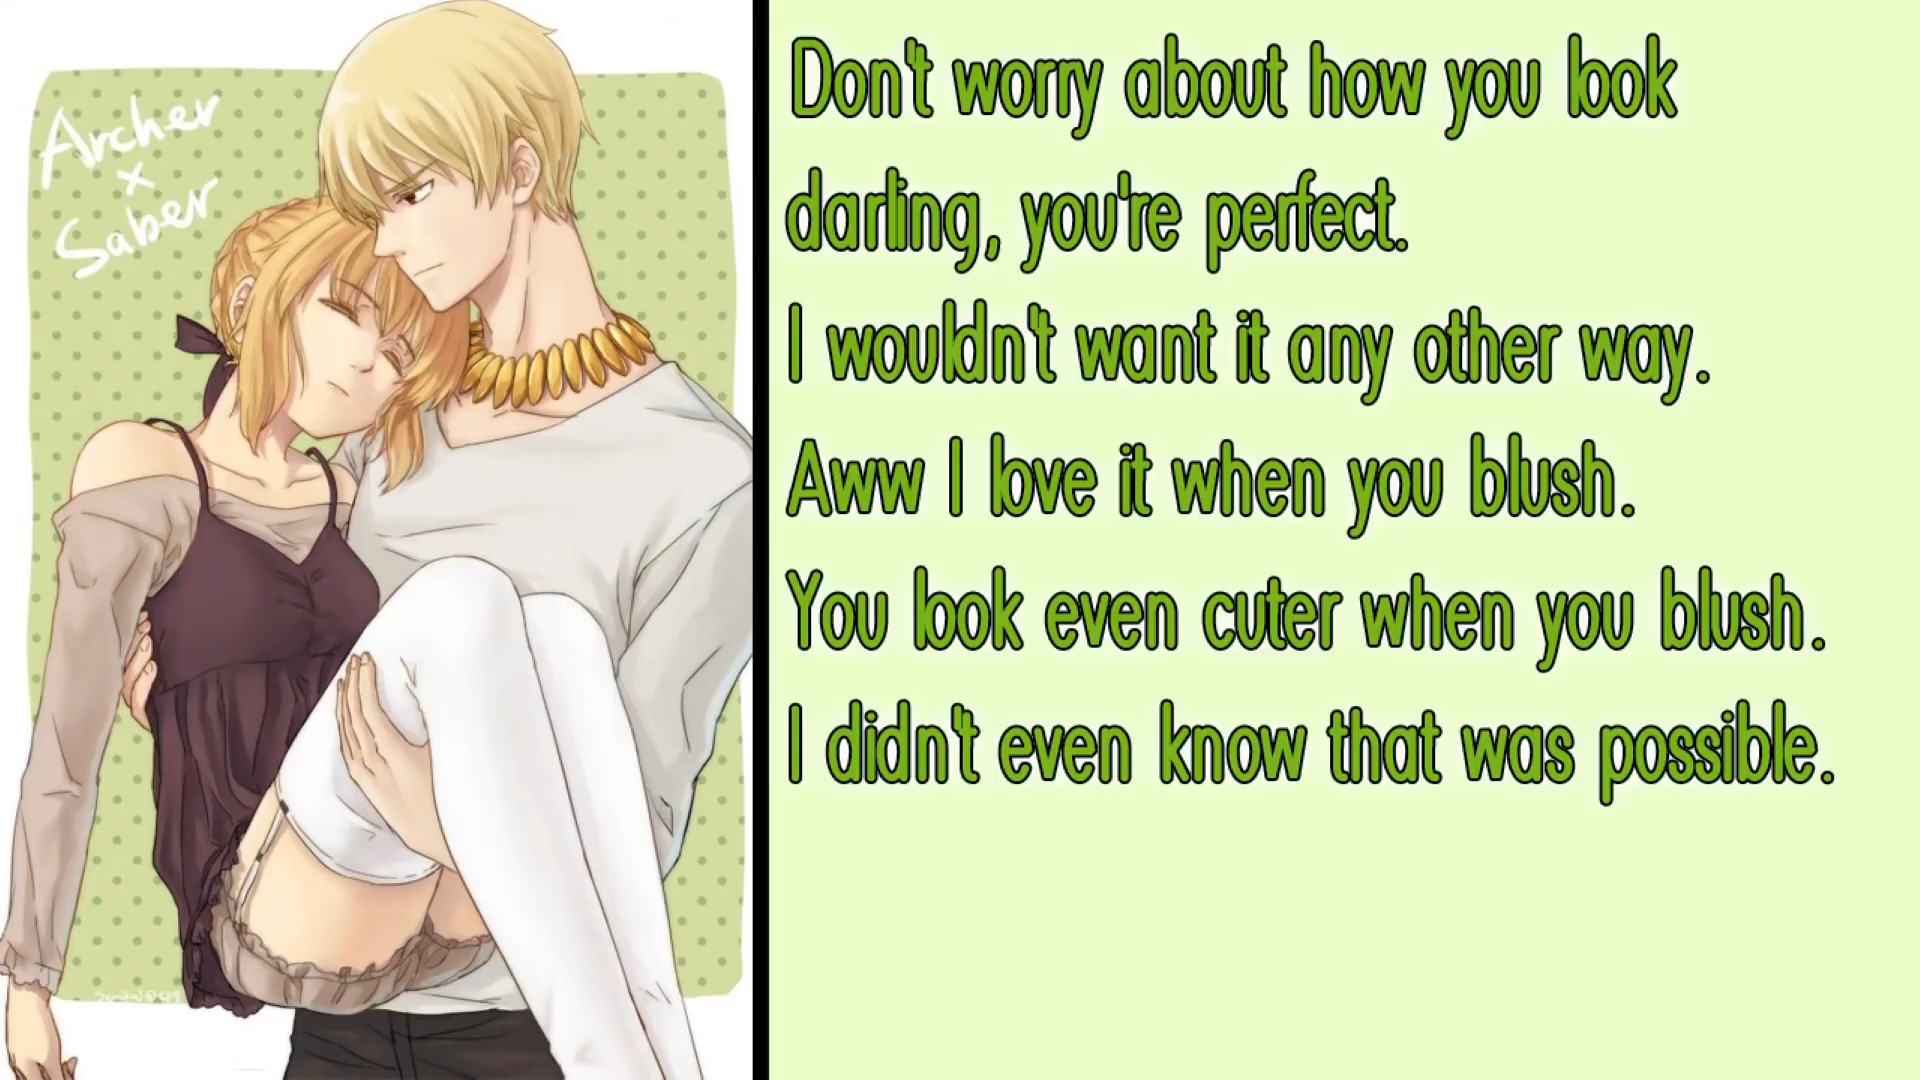 Archer
×
Saber
Don't worry about how you look
darling, you're perfect.
I wouldn't want it any other way.
Aww I love it when you blush.
You look even cuter when you blush.
I didn't even know that was possible.